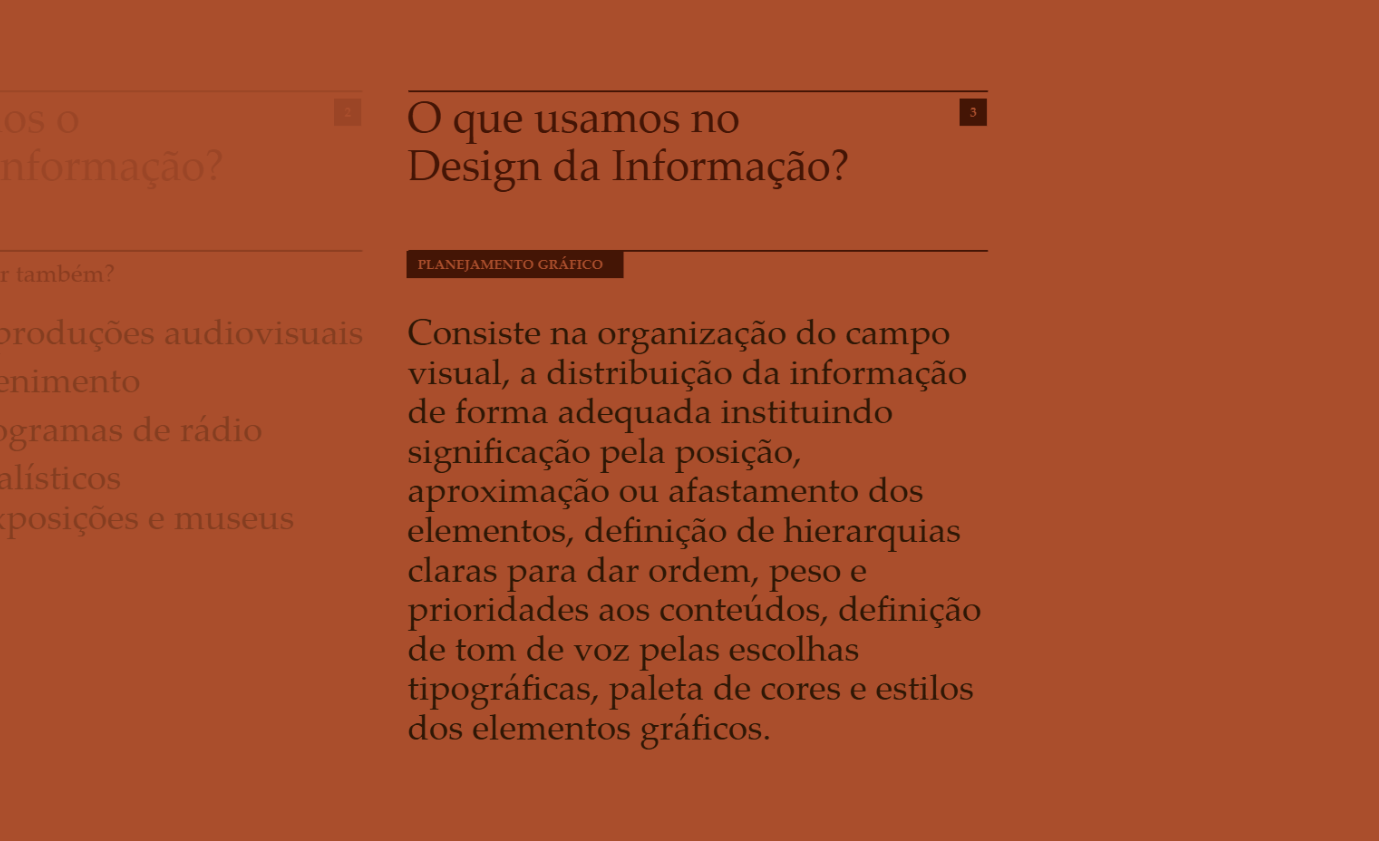 os o
nformação?
2
r também?
produções audiovisuais
enimento
ogramas de rádio
alísticos
xposições e museus
O que usamos no
Design da Informação?
3
PLANEJAMENTO GRÁFICO
Consiste na organização do campo
visual, a distribuição da informação
de forma adequada instituindo
significação pela posição,
aproximação ou afastamento dos
elementos, definição de hierarquias
claras para dar ordem, peso e
prioridades aos conteúdos, definição
de tom de voz pelas escolhas
tipográficas, paleta de cores e estilos
dos elementos gráficos.